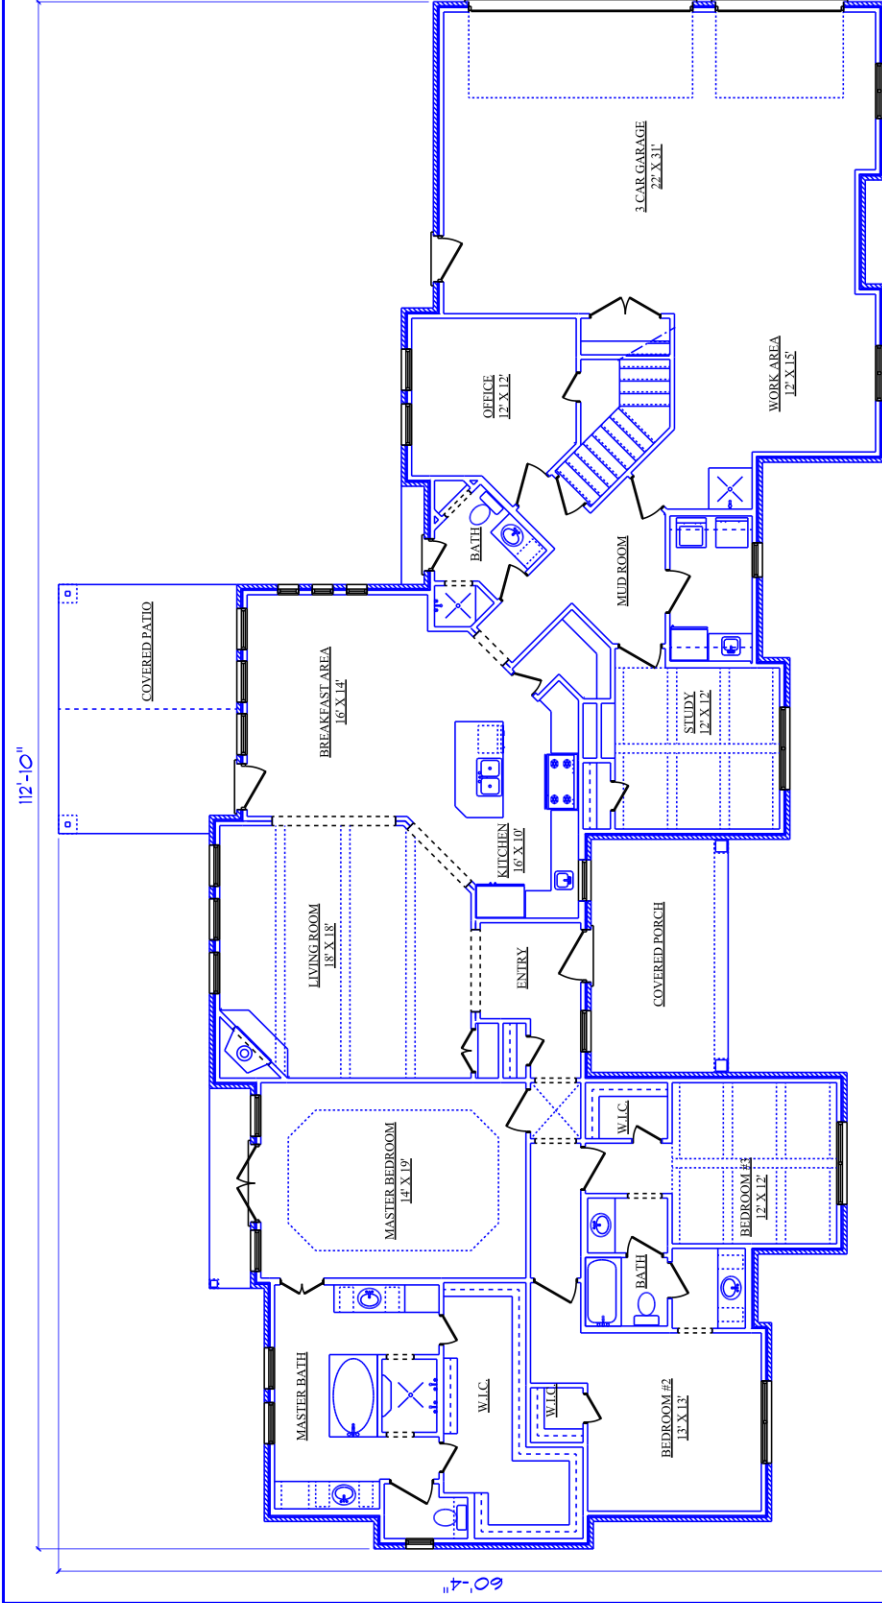 112'-10"
60'-4"
COVERED PATIO
BREAKFAST AREA
16' X 14'
LIVING ROOM
18' X 18'
MASTER BEDROOM
14' X 19'
MASTER BATH
W.I.C.
KITCHEN
16' X 10'
ENTRY
BATH
OFFICE
12' X 12'
3 CAR GARAGE
22' X 31'
WORK AREA
12' X 15'
MUD ROOM
STUDY
12' X 12'
COVERED PORCH
W.I.C.
BEDROOM #3
12' X 12'
BATH
W.I.C.
BEDROOM #2
13' X 13'